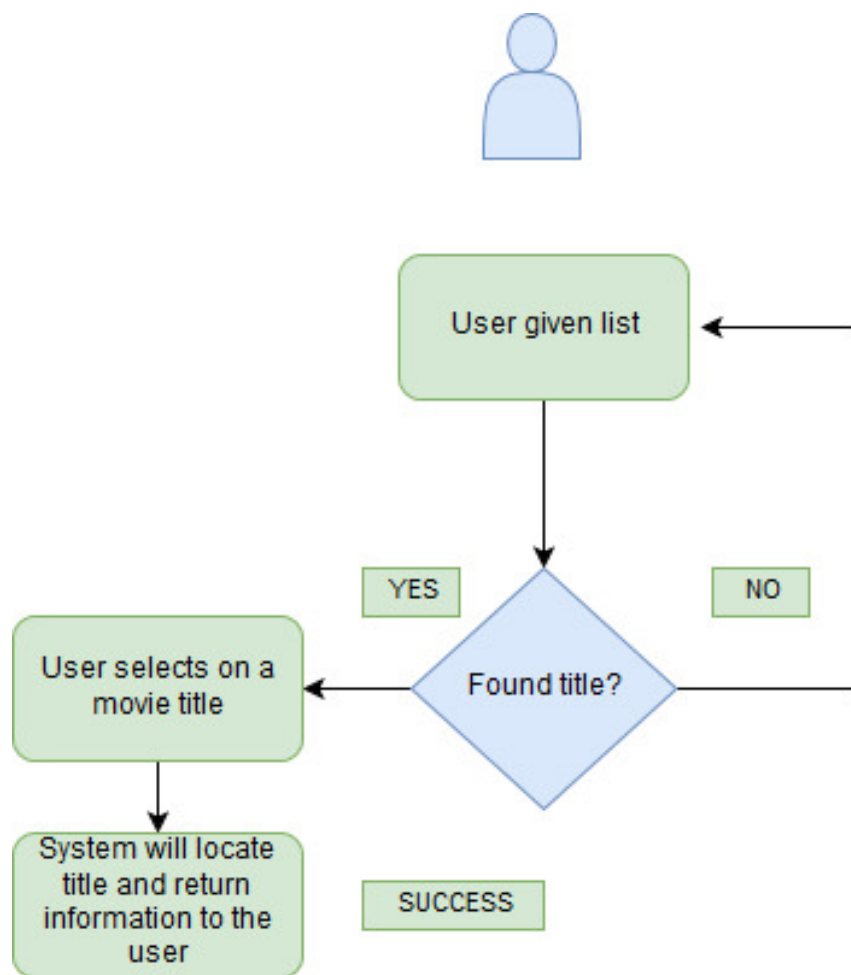 User given list
YES
NO
Found title?
User selects on a
movie title
System will locate
title and return
information to the
user
SUCCESS